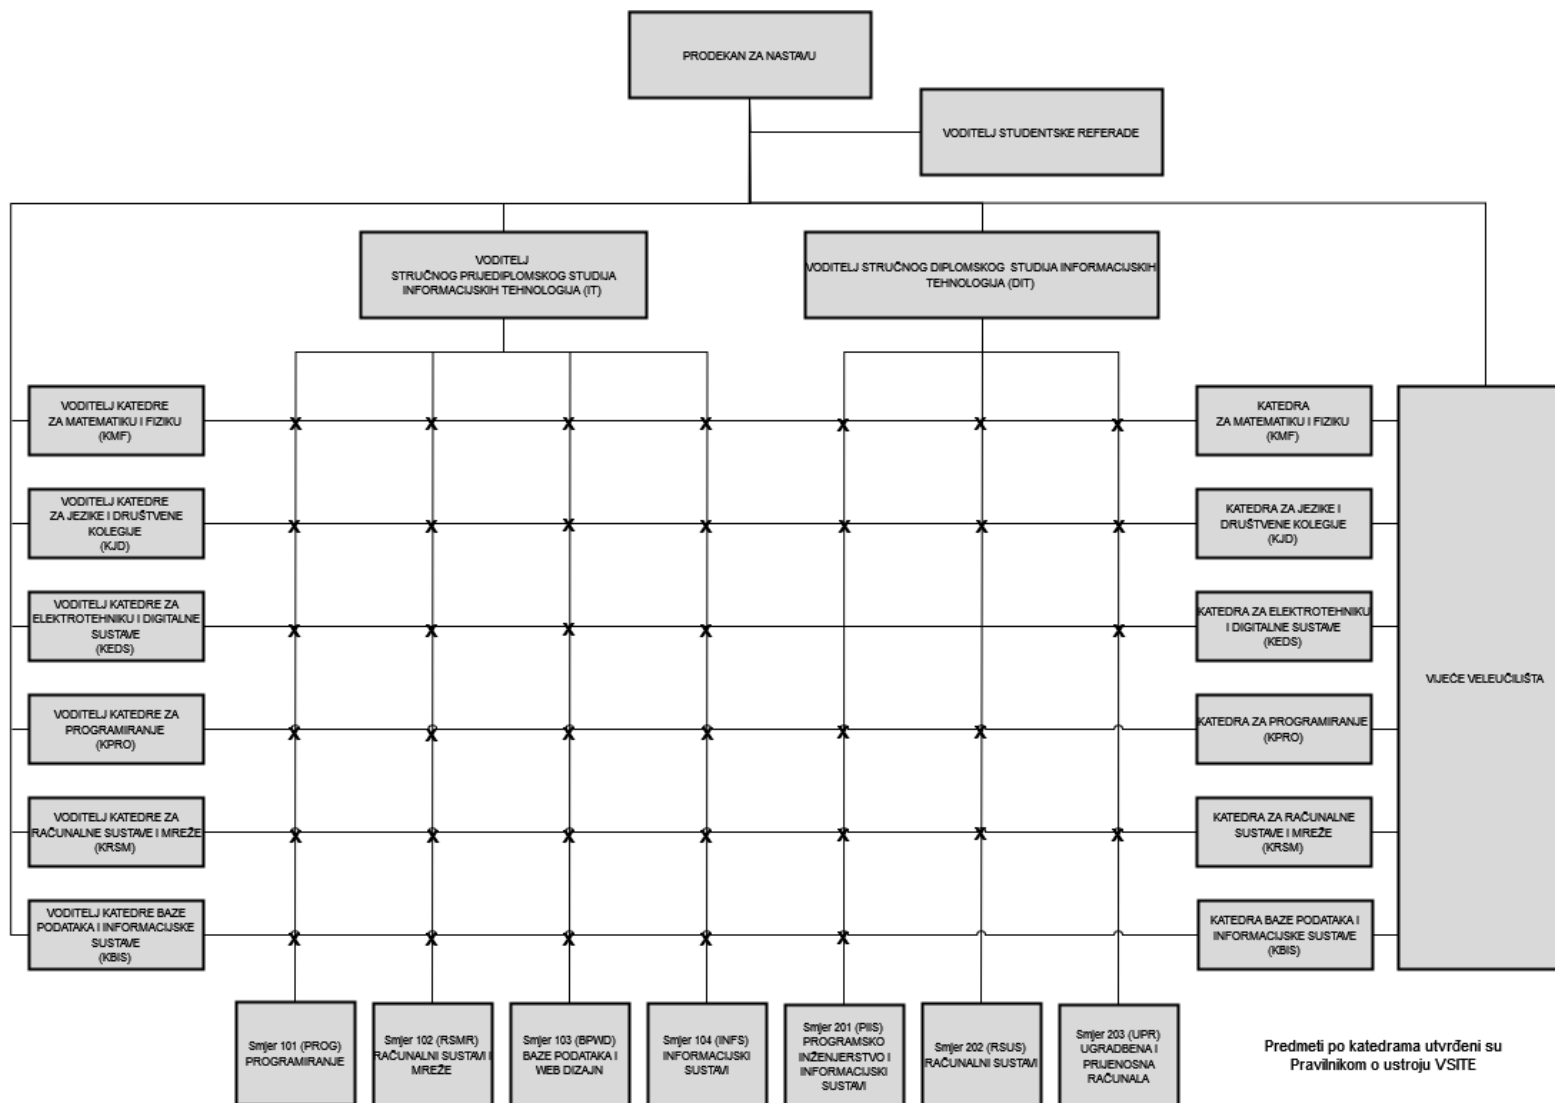 PRODEKAN ZA NASTAVU
VODITELJ STUDENTSKE REFERADE
VODITELJ
STRUČNOG PRIJEDIPLOMSKOG STUDIJA
INFORMACIJSKIH TEHNOLOGIJA (IT)
VODITELJ STRUČNOG DIPLOMSKOG STUDIJA INFORMACIJSKIH
TEHNOLOGIJA (DIT)
VODITELJ KATEDRE
ZA MATEMATIKU I FIZIKU
(KMF)
X X X X X X X
KATEDRA
ZA MATEMATIKU I FIZIKU
(KMF)
VODITELJ KATEDRE
ZA JEZIKE I DRUŠTVENE
KOLEGIJE
(KJD)
X X X X X X X
KATEDRA ZA JEZIKE I
DRUŠTVENE KOLEGIJE
(KJD)
VODITELJ KATEDRE ZA
ELEKTROTEHNIKU I DIGITALNE
SUSTAVE
(KEDS)
X X X X X
KATEDRA ZA ELEKTROTEHNIKU
I DIGITALNE SUSTAVE
(KEDS)
VIJEĆE VELEUČILIŠTA
VODITELJ KATEDRE ZA
PROGRAMIRANJE
(KPRO)
X X X X X X
KATEDRA ZA PROGRAMIRANJE
(KPRO)
VODITELJ KATEDRE ZA
RAČUNALNE SUSTAVE I MREŽE
(KRSM)
X X X X X X X
KATEDRA ZA RAČUNALNE
SUSTAVE I MREŽE
(KRSM)
VODITELJ KATEDRE BAZE
PODATAKA I INFORMACIJSKE
SUSTAVE
(KBIS)
X X X X X
KATEDRA BAZE PODATAKA I
INFORMACIJSKE SUSTAVE
(KBIS)
Smjer 101 (PROG)
PROGRAMIRANJE
Smjer 102 (RSMR)
RAČUNALNI SUSTAVI I
MREŽE
Smjer 103 (BPWD)
BAZE PODATAKA I
WEB DIZAJN
Smjer 104 (INFS)
INFORMACIJSKI
SUSTAVI
Smjer 201 (PIIS)
PROGRAMSKO
INŽENJERSTVO I
INFORMACIJSKI
SUSTAVI
Smjer 202 (RSUS)
RAČUNALNI SUSTAVI
Smjer 203 (UPR)
UGRADBENA I
PRIJENOSNA
RAČUNALA
Predmeti po katedrama utvrđeni su
Pravilnikom o ustroju VSITE